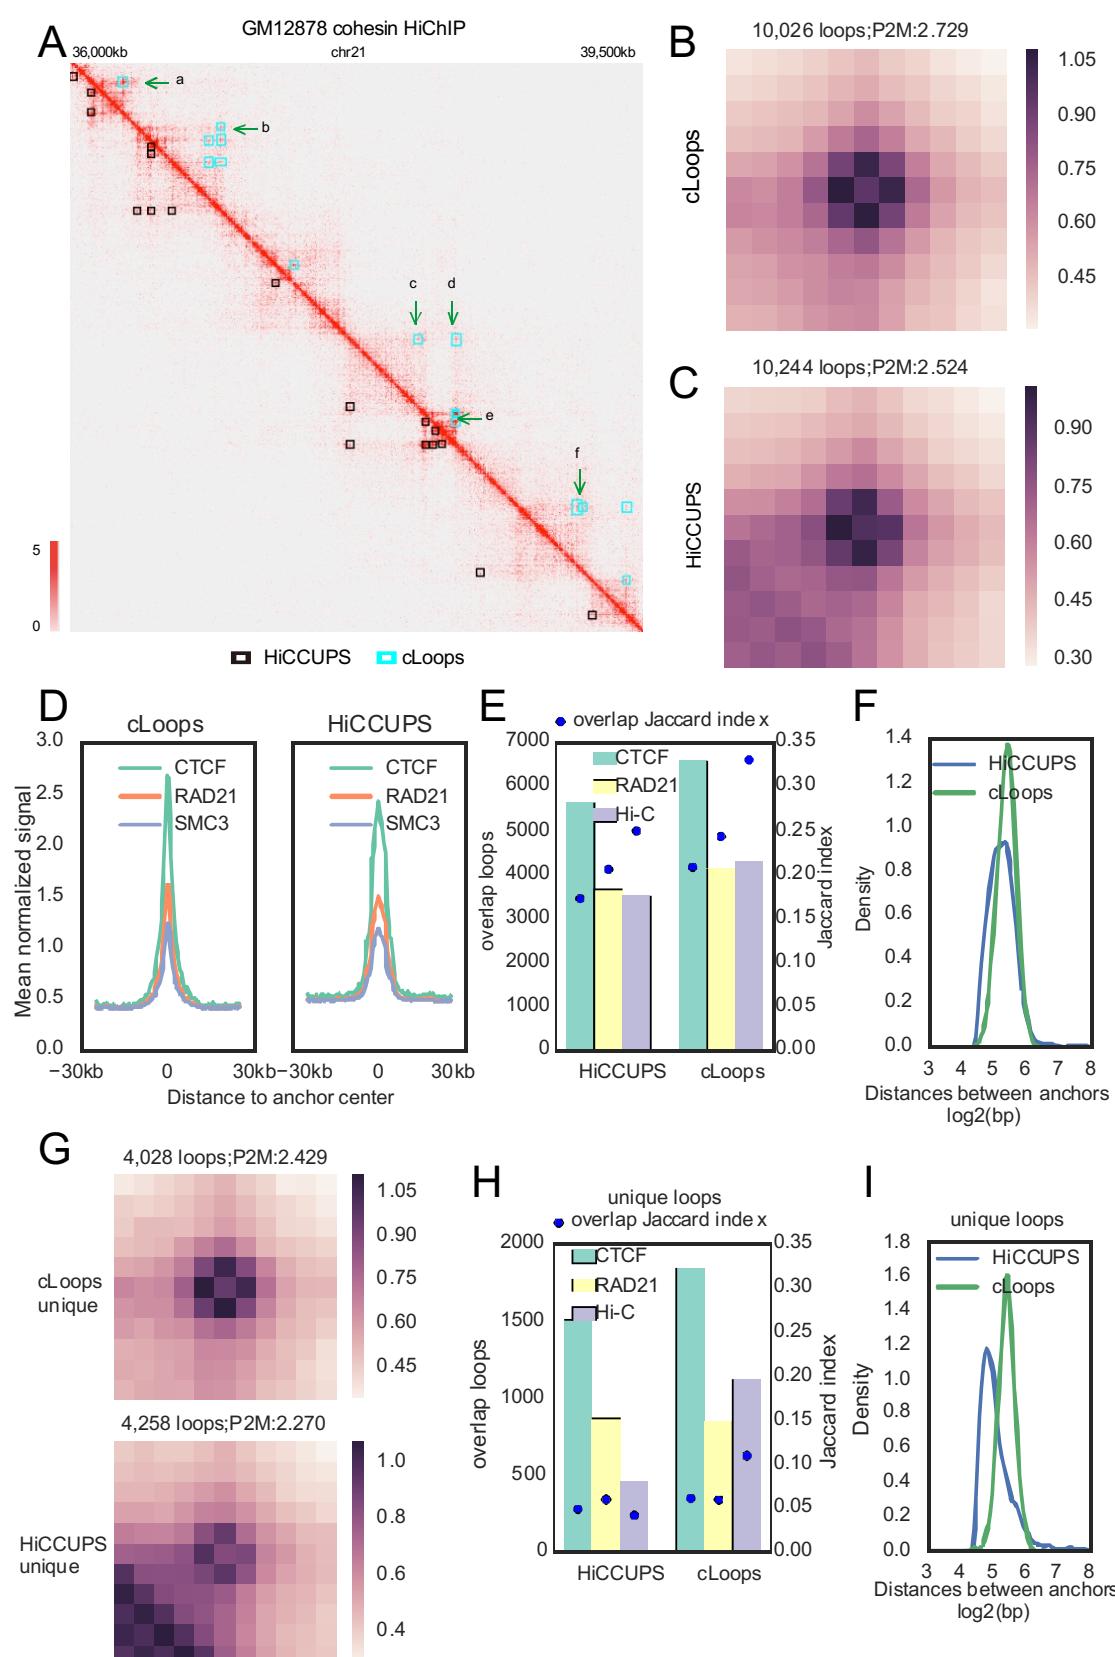 A
GM12878 cohesin HiChIP
36,000kb
chr21
39,500kb
a
b
c
d
e
f
5
0
HiCCUPS
cLoops
B
10,026 loops;P2M:2.729
cLoops
1.05
0.90
0.75
0.60
0.45
C
10,244 loops;P2M:2.524
HiCCUPS
0.90
0.75
0.60
0.45
0.30
D
cLoops
HiCCUPS
Mean normalized signal
3.0
2.5
2.0
1.5
1.0
0.5
0.0
CTCF
RAD21
SMC3
CTCF
RAD21
SMC3
−30kb
0
30kb
−30kb
0
30kb
Distance to anchor center
E
overlap Jaccard index
overlap loops
7000
6000
5000
4000
3000
2000
1000
0
CTCF
RAD21
Hi-C
0.35
0.30
0.25
0.20
0.15
0.10
0.05
0.00
Jaccard index
HiCCUPS
cLoops
F
Density
1.4
1.2
1.0
0.8
0.6
0.4
0.2
0.0
HiCCUPS
cLoops
3
4
5
6
7
8
Distances between anchors
log2(bp)
G
4,028 loops;P2M:2.429
cLoops
unique
1.05
0.90
0.75
0.60
0.45
4,258 loops;P2M:2.270
HiCCUPS
unique
1.0
0.8
0.6
0.4
H
unique loops
overlap Jaccard index
overlap loops
2000
1500
1000
500
0
CTCF
RAD21
Hi-C
0.35
0.30
0.25
0.20
0.15
0.10
0.05
0.00
Jaccard index
HiCCUPS
cLoops
I
unique loops
Density
1.8
1.6
1.4
1.2
1.0
0.8
0.6
0.4
0.2
0.0
HiCCUPS
cLoops
3
4
5
6
7
8
Distances between anchors
log2(bp)